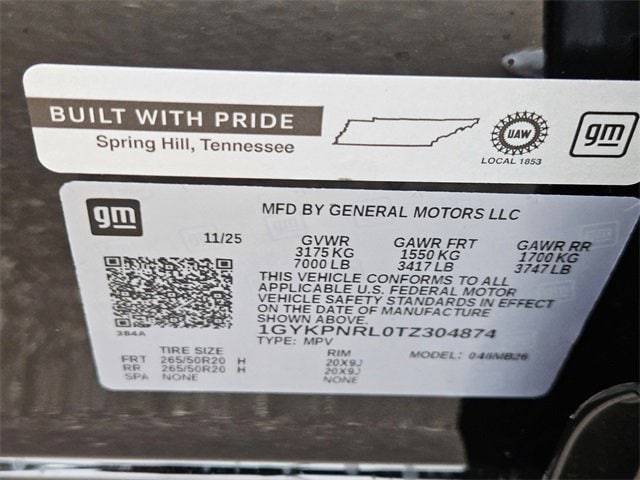 BUILT WITH PRIDE
Spring Hill, Tennessee
UAW
LOCAL 1853
gm
gm
MFD BY GENERAL MOTORS LLC
11/25
GVWR GAWR FRT GAWR RR
3175 KG 1550 KG 1700 KG
7000 LB 3417 LB 3747 LB
THIS VEHICLE CONFORMS TO ALL
APPLICABLE U.S. FEDERAL MOTOR
VEHICLE SAFETY STANDARDS IN EFFECT
ON THE DATE OF MANUFACTURE
SHOWN ABOVE.
1GYKPNRL0TZ304874
TYPE: MPV
3B4A
TIRE SIZE RIM MODEL: 046MB26
FRT 265/50R20 H 20X9J
RR 265/50R20 H 20X9J
SPA NONE NONE